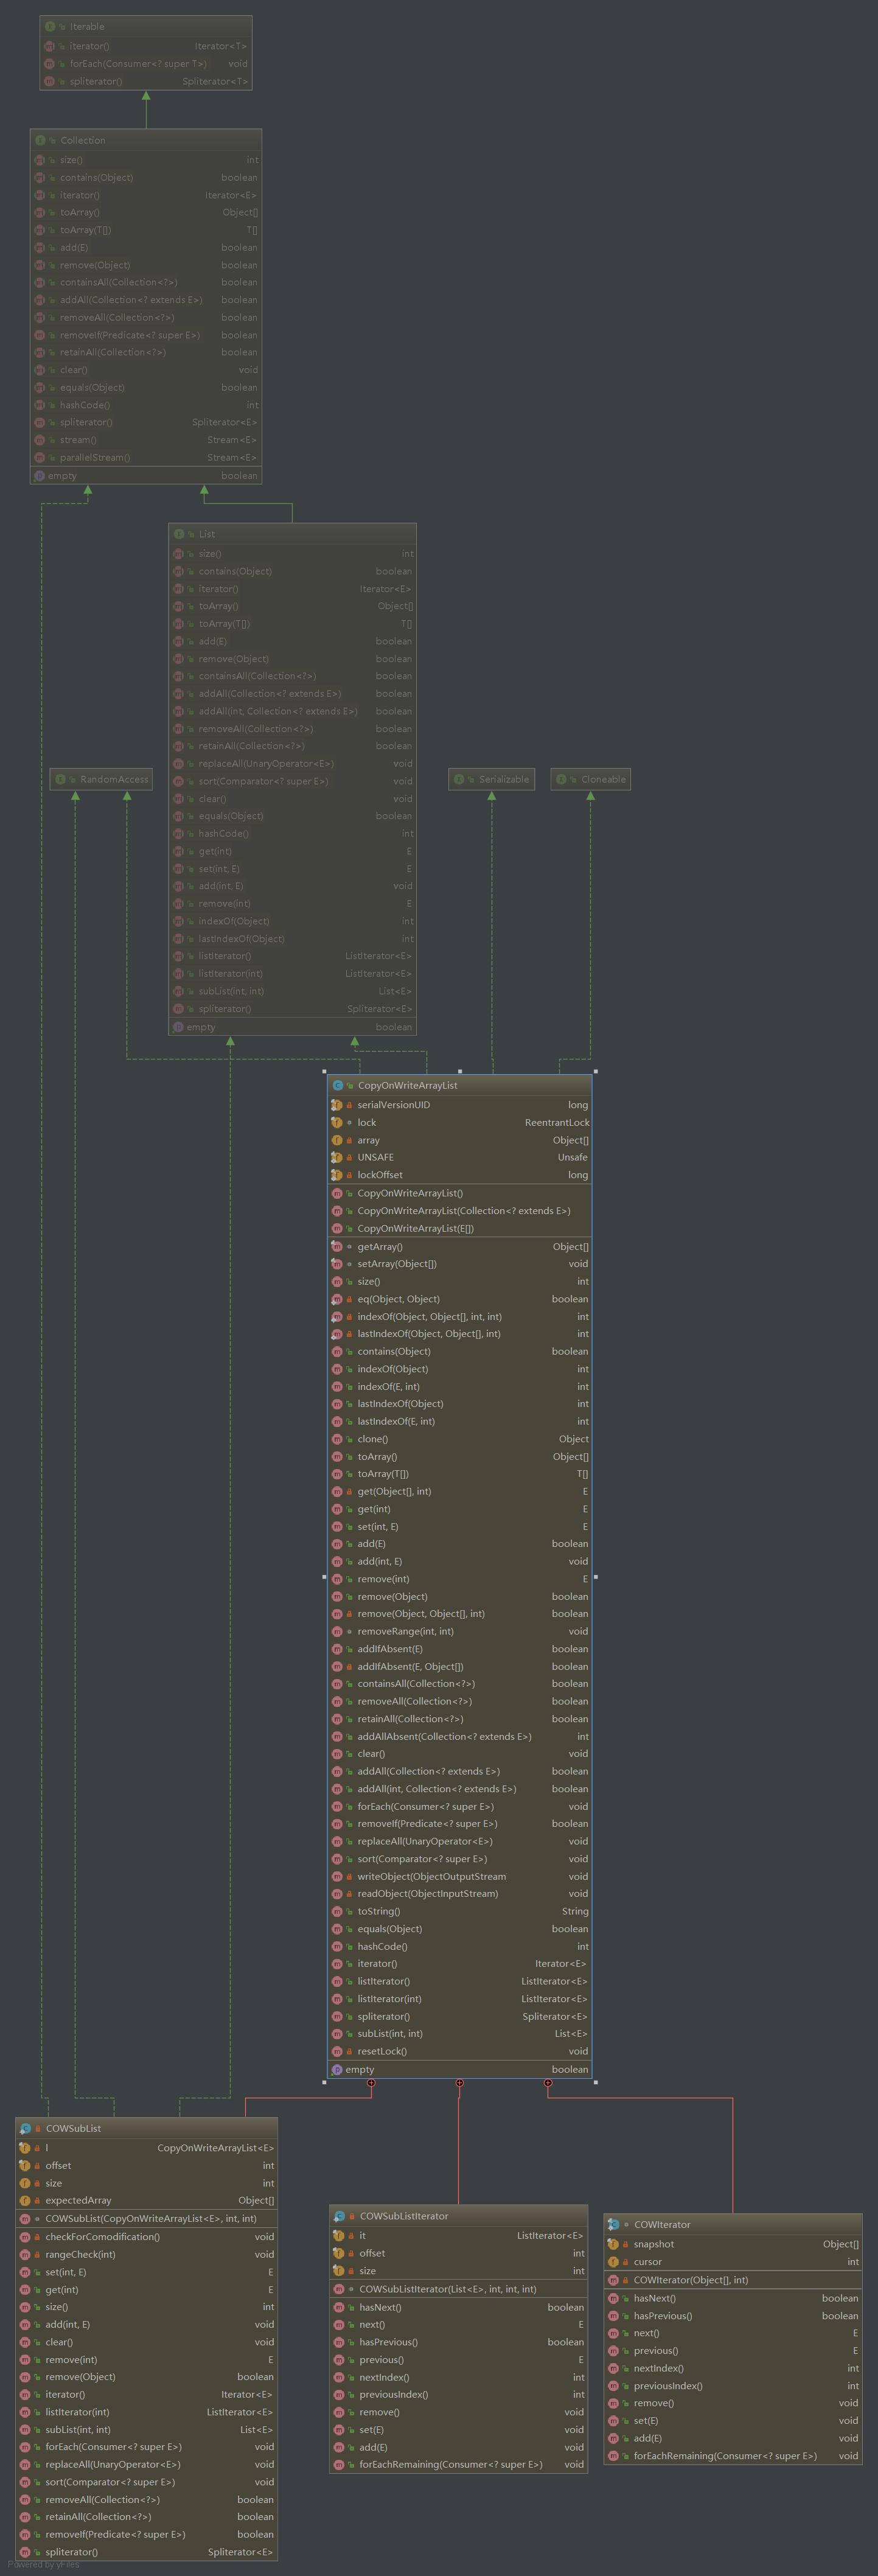 Iterable
iterator() Iterator<T>
forEach(Consumer<? super T>) void
spliterator() Spliterator<T>
Collection
size() int
contains(Object) boolean
iterator() Iterator<E>
toArray() Object[]
toArray(T[]) T[]
add(E) boolean
remove(Object) boolean
containsAll(Collection<?>) boolean
addAll(Collection<? extends E>) boolean
removeAll(Collection<?>) boolean
removeIf(Predicate<? super E>) boolean
retainAll(Collection<?>) boolean
clear() void
equals(Object) boolean
hashCode() int
spliterator() Spliterator<E>
stream() Stream<E>
parallelStream() Stream<E>
empty boolean
List
size() int
contains(Object) boolean
iterator() Iterator<E>
toArray() Object[]
toArray(T[]) T[]
add(E) boolean
remove(Object) boolean
containsAll(Collection<?>) boolean
addAll(Collection<? extends E>) boolean
addAll(int, Collection<? extends E>) boolean
removeAll(Collection<?>) boolean
retainAll(Collection<?>) boolean
replaceAll(UnaryOperator<E>) void
sort(Comparator<? super E>) void
clear() void
equals(Object) boolean
hashCode() int
get(int) E
set(int, E) E
add(int, E) void
remove(int) E
indexOf(Object) int
lastIndexOf(Object) int
listIterator() ListIterator<E>
listIterator(int) ListIterator<E>
subList(int, int) List<E>
spliterator() Spliterator<E>
empty boolean
RandomAccess
Serializable
Cloneable
CopyOnWriteArrayList
serialVersionUID long
lock ReentrantLock
array Object[]
UNSAFE Unsafe
lockOffset long
CopyOnWriteArrayList()
CopyOnWriteArrayList(Collection<? extends E>)
CopyOnWriteArrayList(E[])
getArray() Object[]
setArray(Object[]) void
size() int
eq(Object, Object) boolean
indexOf(Object, Object[], int, int) int
lastIndexOf(Object, Object[], int) int
contains(Object) boolean
indexOf(Object) int
indexOf(E, int) int
lastIndexOf(Object) int
lastIndexOf(E, int) int
clone() Object
toArray() Object[]
toArray(T[]) T[]
get(Object[], int) E
get(int) E
set(int, E) E
add(E) boolean
add(int, E) void
remove(int) E
remove(Object) boolean
remove(Object, Object[], int) boolean
removeRange(int, int) void
addIfAbsent(E) boolean
addIfAbsent(E, Object[]) boolean
containsAll(Collection<?>) boolean
removeAll(Collection<?>) boolean
retainAll(Collection<?>) boolean
addAllAbsent(Collection<? extends E>) int
clear() void
addAll(Collection<? extends E>) boolean
addAll(int, Collection<? extends E>) boolean
forEach(Consumer<? super E>) void
removeIf(Predicate<? super E>) boolean
replaceAll(UnaryOperator<E>) void
sort(Comparator<? super E>) void
writeObject(ObjectOutputStream void
readObject(ObjectInputStream) void
toString() String
equals(Object) boolean
hashCode() int
iterator() Iterator<E>
listIterator() ListIterator<E>
listIterator(int) ListIterator<E>
spliterator() Spliterator<E>
subList(int, int) List<E>
resetLock() void
empty boolean
COWSubList
l CopyOnWriteArrayList<E>
offset int
size int
expectedArray Object[]
COWSubList(CopyOnWriteArrayList<E>, int, int)
checkForComodification() void
rangeCheck(int) void
set(int, E) E
get(int) E
size() int
add(int, E) void
clear() void
remove(int) E
remove(Object) boolean
iterator() Iterator<E>
listIterator(int) ListIterator<E>
subList(int, int) List<E>
forEach(Consumer<? super E>) void
replaceAll(UnaryOperator<E>) void
sort(Comparator<? super E>) void
removeAll(Collection<?>) boolean
retainAll(Collection<?>) boolean
removeIf(Predicate<? super E>) boolean
spliterator() Spliterator<E>
COWSubListIterator
it ListIterator<E>
offset int
size int
COWSubListIterator(List<E>, int, int, int)
hasNext() boolean
next() E
hasPrevious() boolean
previous() E
nextIndex() int
previousIndex() int
remove() void
set(E) void
add(E) void
forEachRemaining(Consumer<? super E>) void
COWIterator
snapshot Object[]
cursor int
COWIterator(Object[], int)
hasNext() boolean
hasPrevious() boolean
next() E
previous() E
nextIndex() int
previousIndex() int
remove() void
set(E) void
add(E) void
forEachRemaining(Consumer<? super E>) void
Powered by yFiles